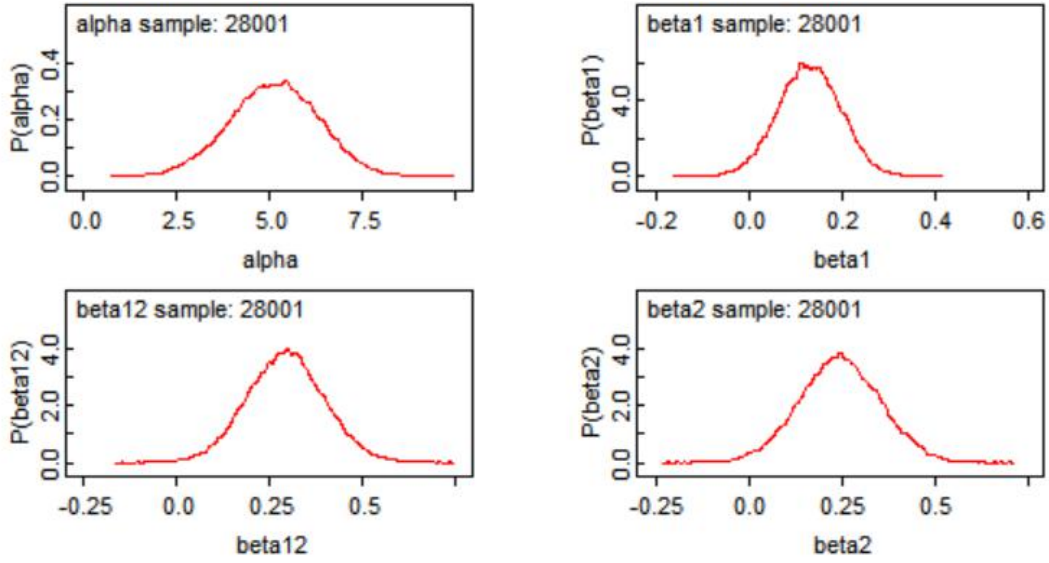 alpha sample: 28001
P(alpha)
0.0 0.2 0.4
0.0 2.5 5.0 7.5
alpha
beta1 sample: 28001
P(beta1)
0.0 4.0
-0.2 0.0 0.2 0.4 0.6
beta1
beta12 sample: 28001
P(beta12)
0.0 2.0 4.0
-0.25 0.0 0.25 0.5
beta12
beta2 sample: 28001
P(beta2)
0.0 2.0 4.0
-0.25 0.0 0.25 0.5
beta2